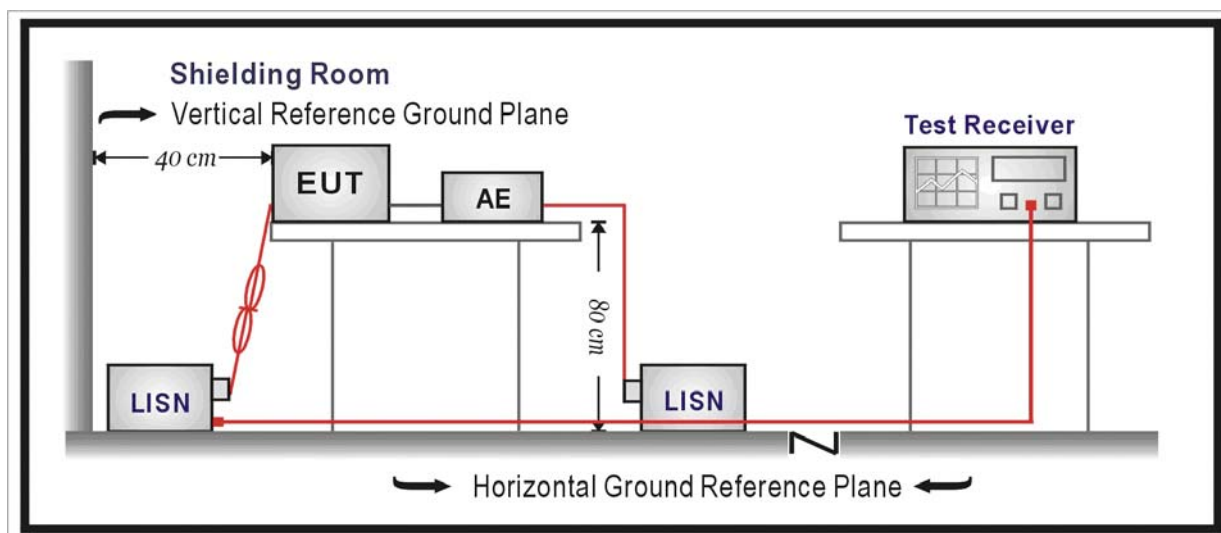 Shielding Room
Vertical Reference Ground Plane
40 cm
EUT
AE
Test Receiver
80 cm
LISN
LISN
Horizontal Ground Reference Plane